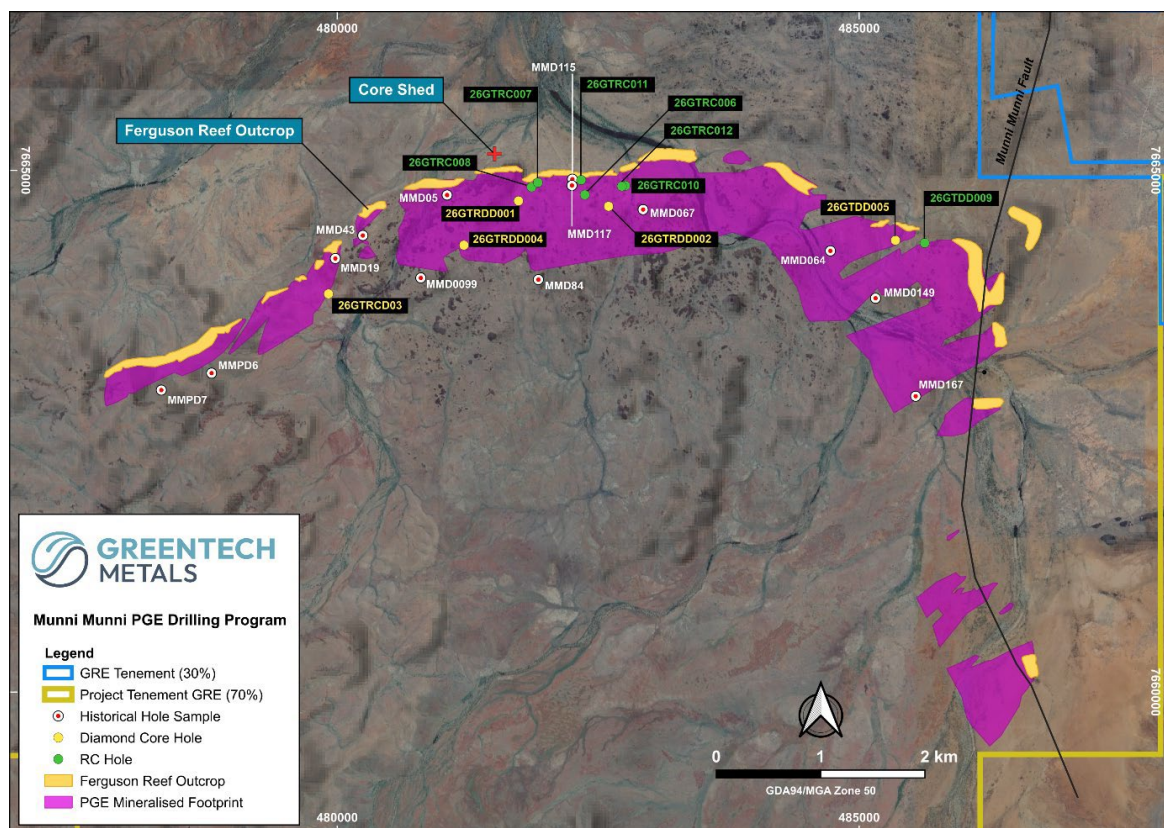 480000
485000
MMD115
26GTRC011
26GTRC007
26GTRC006
Core Shed
26GTRC012
Munni Munni Fault
Ferguson Reef Outcrop
7665000
7665000
26GTRC008
26GTRC010
MMD05
26GTRDD001
MMD067
26GTDD005
26GTDD009
MMD43
26GTRDD004
MMD117
26GTRDD002
MMD064
MMD19
MMD0099
MMD84
MMD0149
26GTRCD03
MMPD6
MMPD7
MMD167
GREENTECH
METALS
Munni Munni PGE Drilling Program
Legend
GRE Tenement (30%)
Project Tenement GRE (70%)
Historical Hole Sample
Diamond Core Hole
RC Hole
Ferguson Reef Outcrop
PGE Mineralised Footprint
7660000
0 1 2 km
GDA94/MGA Zone 50
480000
485000